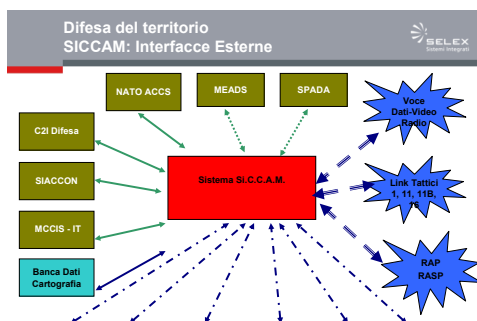 Difesa del territorio
SICCAM: Interfacce Esterne
SELEX
Sistemi Integrati
NATO ACCS
MEADS
SPADA
Voce
Dati-Video
Radio
C2I Difesa
SIACCON
Sistema Si.C.C.A.M.
Link Tattici
1, 11, 11B,
16
MCCIS - IT
RAP
RASP
Banca Dati
Cartografia